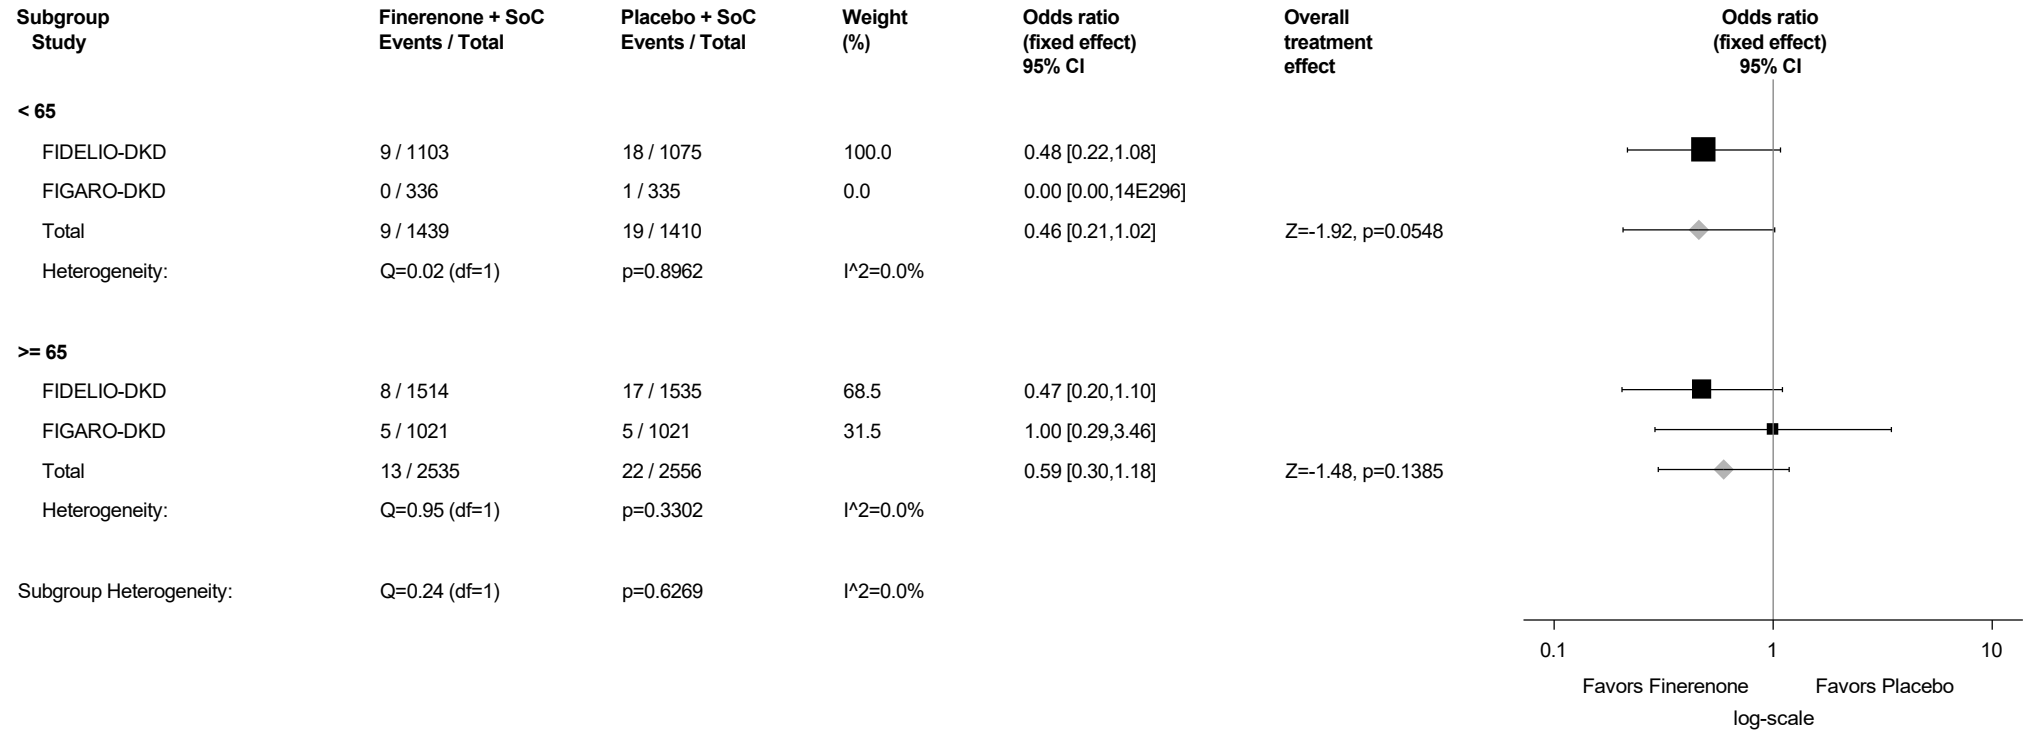 Subgroup Finerenone + SoC Placebo + SoC Weight Odds ratio Overall Odds ratio
Study Events / Total Events / Total (%) (fixed effect) treatment (fixed effect)
95% CI effect 95% CI
< 65
FIDELIO-DKD 9 / 1103 18 / 1075 100.0 0.48 [0.22,1.08]
FIGARO-DKD 0 / 336 1 / 335 0.0 0.00 [0.00,14E296]
Total 9 / 1439 19 / 1410 0.46 [0.21,1.02] Z=-1.92, p=0.0548
Heterogeneity: Q=0.02 (df=1) p=0.8962 I^2=0.0%
>= 65
FIDELIO-DKD 8 / 1514 17 / 1535 68.5 0.47 [0.20,1.10]
FIGARO-DKD 5 / 1021 5 / 1021 31.5 1.00 [0.29,3.46]
Total 13 / 2535 22 / 2556 0.59 [0.30,1.18] Z=-1.48, p=0.1385
Heterogeneity: Q=0.95 (df=1) p=0.3302 I^2=0.0%
Subgroup Heterogeneity: Q=0.24 (df=1) p=0.6269 I^2=0.0%
0.1 1 10
Favors Finerenone Favors Placebo
log-scale